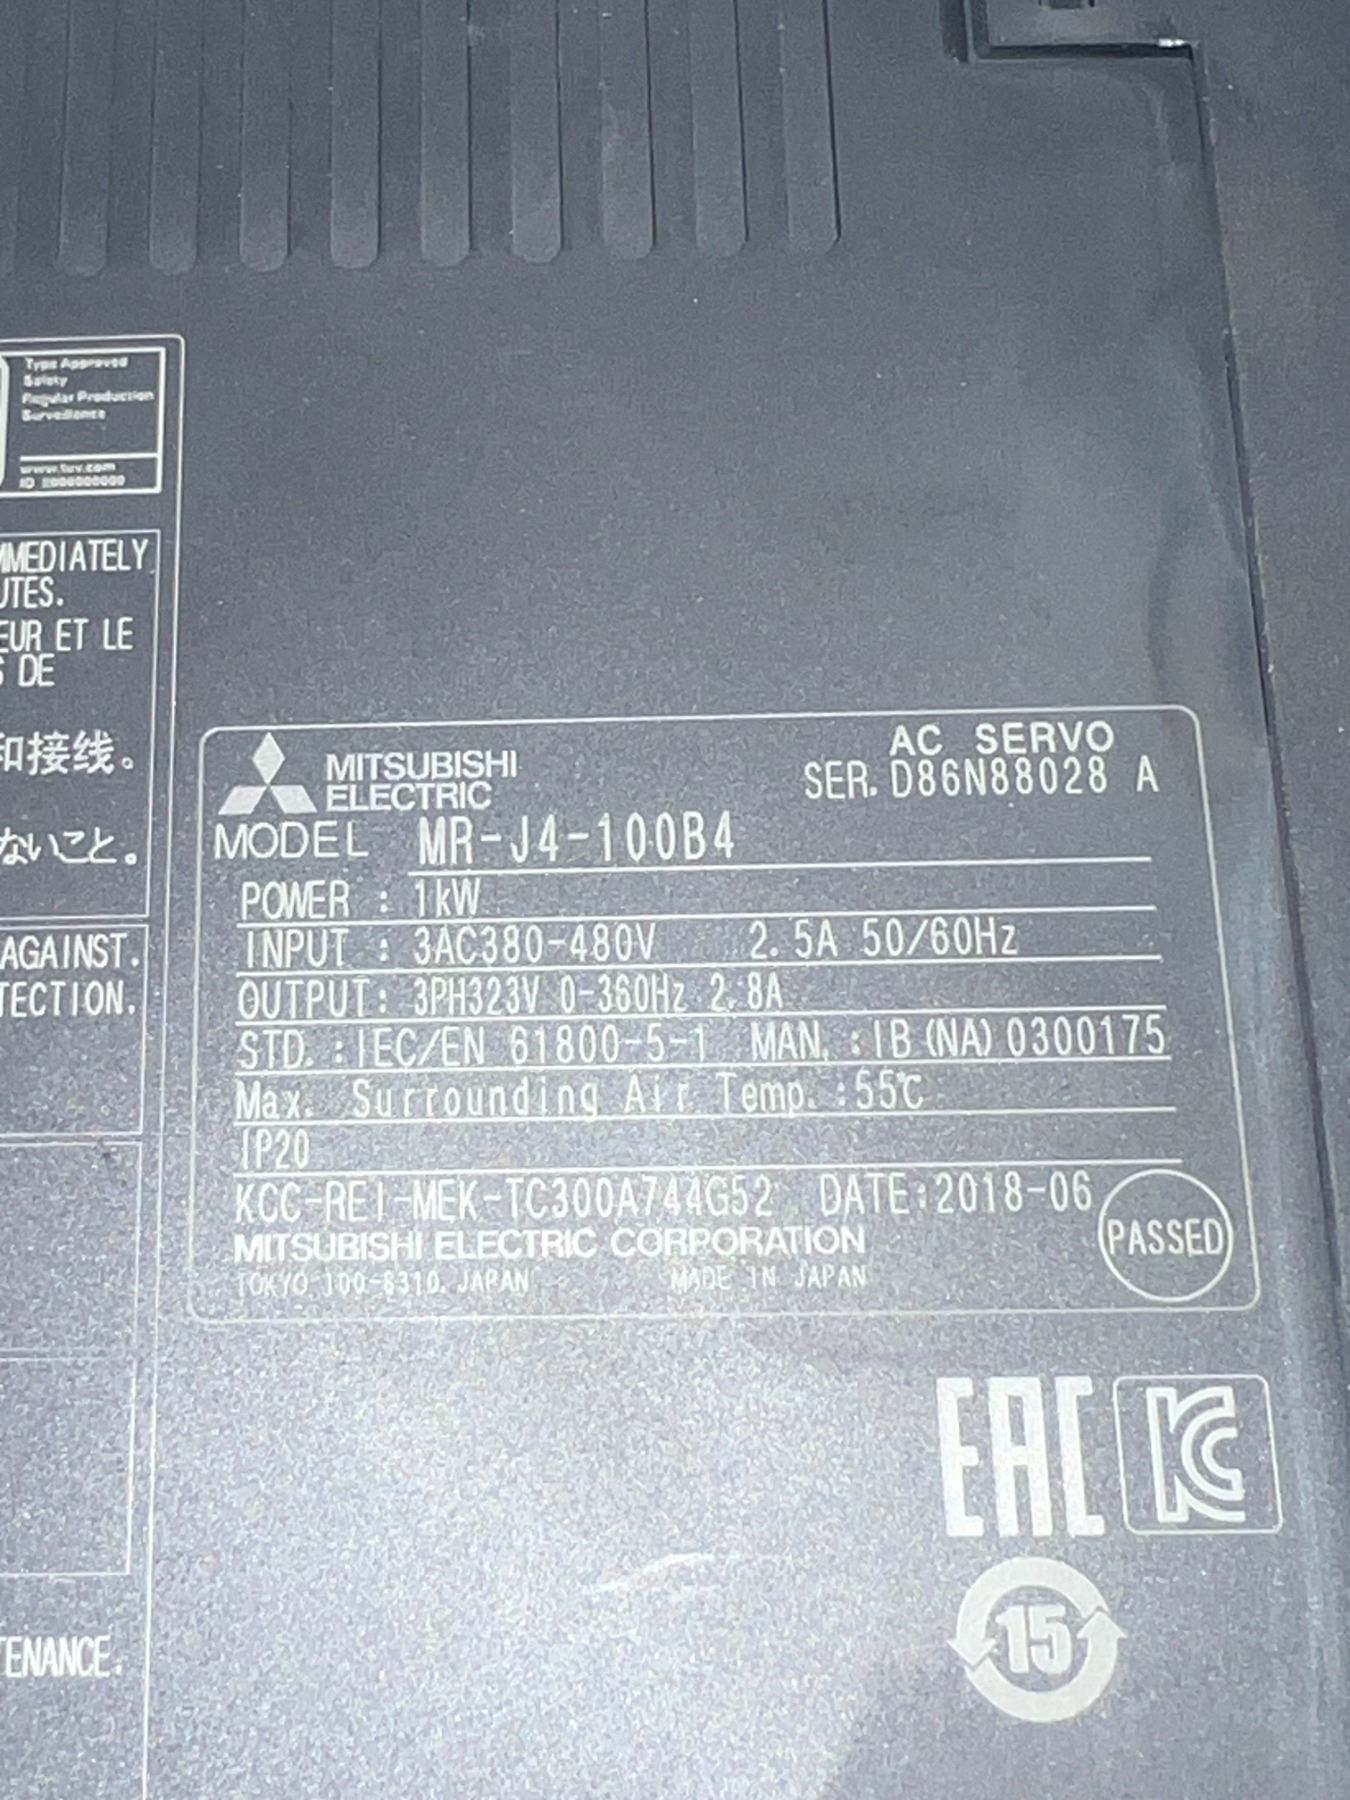 Type Approved
Safety
Regular Production
Surveillance
www.tuv.com
ID
MMEDIATELY
UTES.
EUR ET LE
S DE
和接线。
ないこと。
AGAINST.
TECTION.
TENANCE.
MITSUBISHI
ELECTRIC
AC SERVO
SER. D86N88028 A
MODEL MR-J4-100B4
POWER : 1kW
INPUT : 3AC380-480V 2.5A 50/60Hz
OUTPUT: 3PH323V 0-360Hz 2.8A
STD. : IEC/EN 61800-5-1 MAN. : IB(NA)0300175
Max. Surrounding Air Temp. :55℃
IP20
KCC-REI-MEK-TC300A744G52 DATE:2018-06
MITSUBISHI ELECTRIC CORPORATION
TOKYO 100-8310, JAPAN MADE IN JAPAN
PASSED
EAC
KC
15